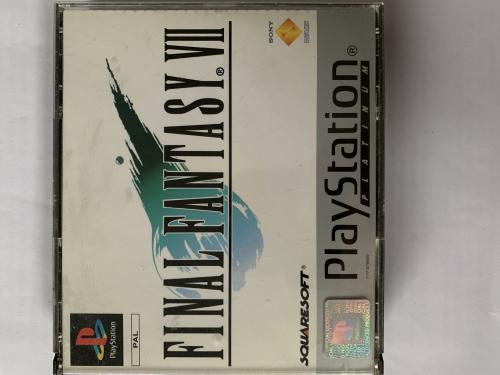 PlayStation
PAL
FINAL FANTASY VII®
SQUARESOFT®
SONY
PlayStation®
PLATINUM